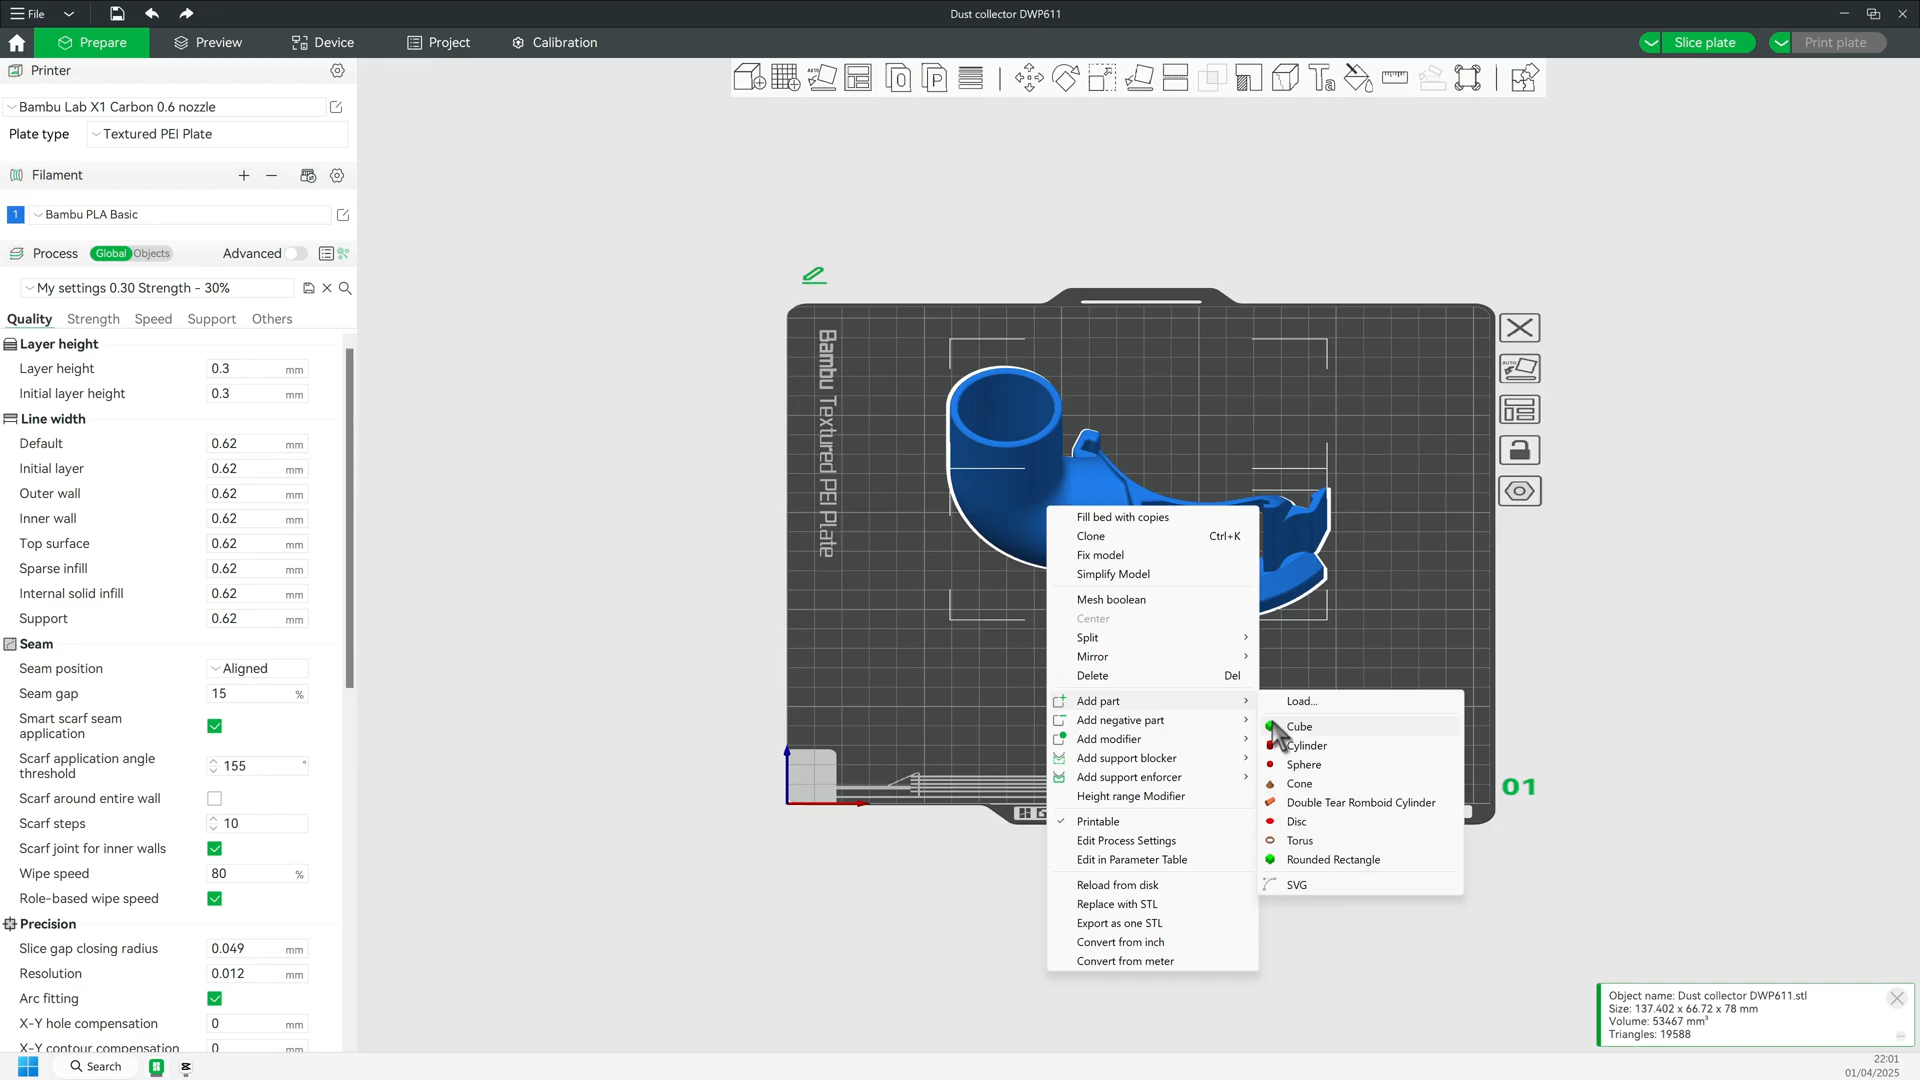 File
Dust collector DWP611
Prepare
Preview
Device
Project
Calibration
Slice plate
Print plate
Printer
Bambu Lab X1 Carbon 0.6 nozzle
Plate type
Textured PEI Plate
Filament
1
Bambu PLA Basic
Process
Global
Objects
Advanced
My settings 0.30 Strength - 30%
Quality
Strength
Speed
Support
Others
Layer height
Layer height 0.3 mm
Initial layer height 0.3 mm
Line width
Default 0.62 mm
Initial layer 0.62 mm
Outer wall 0.62 mm
Inner wall 0.62 mm
Top surface 0.62 mm
Sparse infill 0.62 mm
Internal solid infill 0.62 mm
Support 0.62 mm
Seam
Seam position Aligned
Seam gap 15 %
Smart scarf seam
application
Scarf application angle
threshold 155 °
Scarf around entire wall
Scarf steps 10
Scarf joint for inner walls
Wipe speed 80 %
Role-based wipe speed
Precision
Slice gap closing radius 0.049 mm
Resolution 0.012 mm
Arc fitting
X-Y hole compensation 0 mm
X-Y contour compensation 0 mm
AUTO
Ta
Bambu Textured PEI Plate
AUTO
01
Fill bed with copies
Clone Ctrl+K
Fix model
Simplify Model
Mesh boolean
Center
Split
Mirror
Delete Del
Add part
Add negative part
Add modifier
Add support blocker
Add support enforcer
Height range Modifier
Printable
Edit Process Settings
Edit in Parameter Table
Reload from disk
Replace with STL
Export as one STL
Convert from inch
Convert from meter
Load...
Cube
Cylinder
Sphere
Cone
Double Tear Romboid Cylinder
Disc
Torus
Rounded Rectangle
SVG
Object name: Dust collector DWP611.stl
Size: 137.402 x 66.72 x 78 mm
Volume: 53467 mm³
Triangles: 19588
Search
22:01
01/04/2025